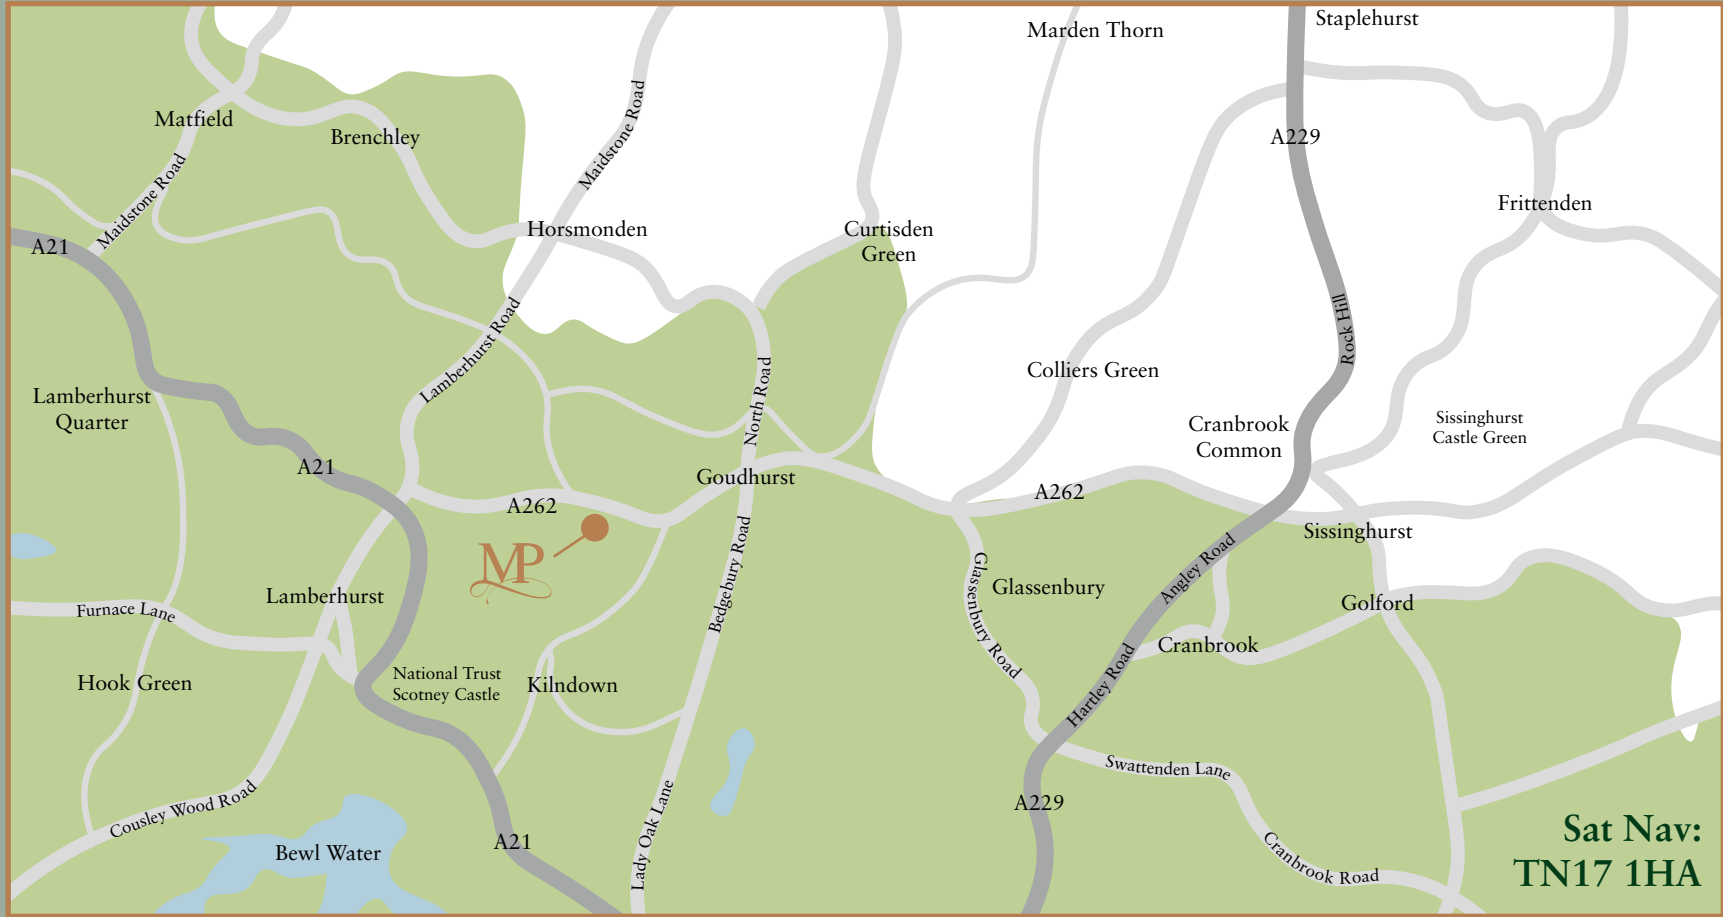 Staplehurst
Marden Thorn
Matfield
Brenchley
Maidstone Road
A229
Maidstone Road
Frittenden
A21
Horsmonden
Curtisden
Green
Rock Hill
Lamberhurst Road
Colliers Green
North Road
Lamberhurst
Quarter
Cranbrook
Common
Sissinghurst
Castle Green
A21
Goudhurst
A262
A262
Sissinghurst
MP
Bedgebury Road
Angley Road
Glassenbury
Glassenbury Road
Lamberhurst
Furnace Lane
Golford
Cranbrook
Hook Green
National Trust
Scotney Castle
Kilndown
Hartley Road
Swattenden Lane
Cousley Wood Road
A229
Lady Oak Lane
A21
Bewl Water
Cranbrook Road
Sat Nav:
TN17 1HA